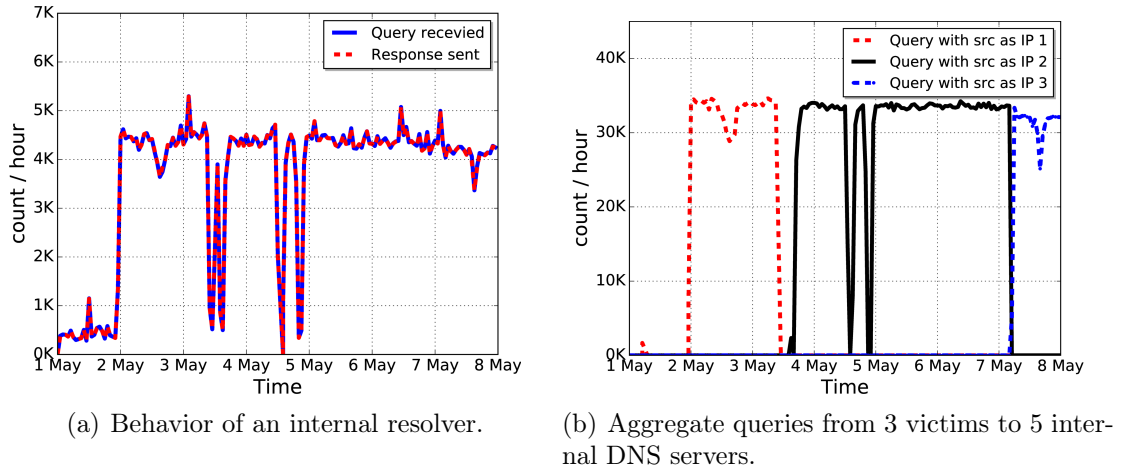 7K
6K
5K
4K
3K
2K
1K
0K
count / hour
Query recevied
Response sent
1 May 2 May 3 May 4 May 5 May 6 May 7 May 8 May
Time
(a) Behavior of an internal resolver.
40K
30K
20K
10K
0K
count / hour
Query with src as IP 1
Query with src as IP 2
Query with src as IP 3
1 May 2 May 3 May 4 May 5 May 6 May 7 May 8 May
Time
(b) Aggregate queries from 3 victims to 5 inter-
nal DNS servers.